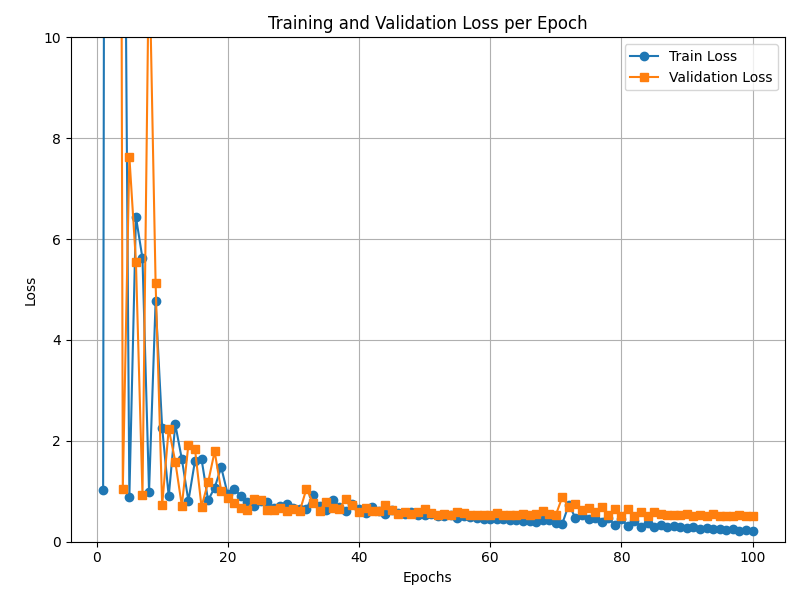 Training and Validation Loss per Epoch
Train Loss
Validation Loss
10
8
6
4
2
0
Loss
0 20 40 60 80 100
Epochs